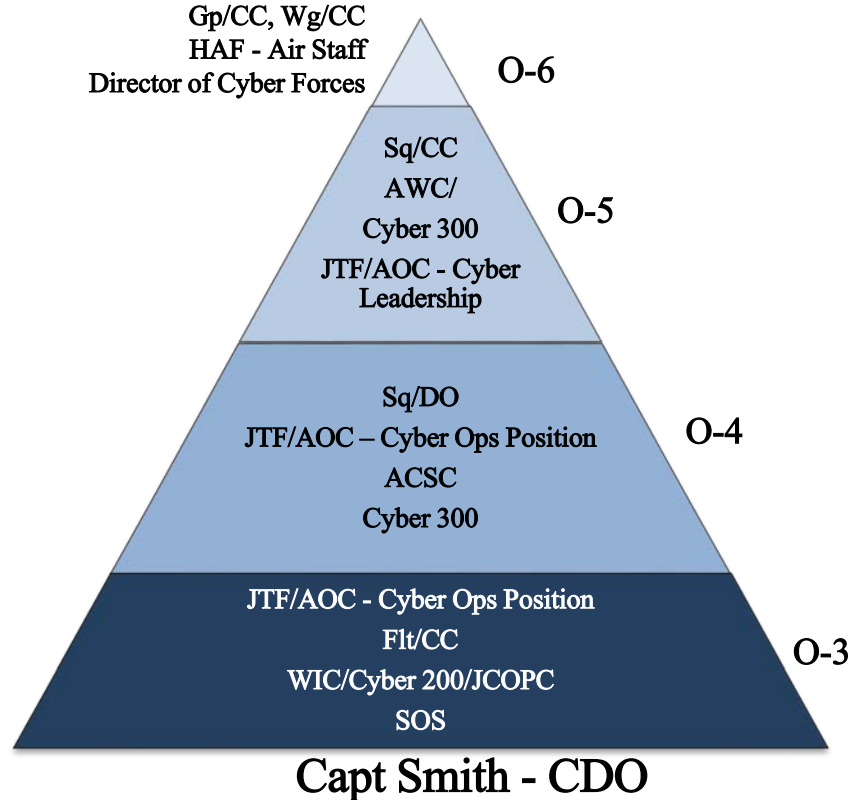 Gp/CC, Wg/CC
HAF - Air Staff
Director of Cyber Forces
O-6
Sq/CC
AWC/
Cyber 300
JTF/AOC - Cyber
Leadership
O-5
Sq/DO
JTF/AOC – Cyber Ops Position
ACSC
Cyber 300
O-4
JTF/AOC - Cyber Ops Position
Flt/CC
WIC/Cyber 200/JCOPC
SOS
O-3
Capt Smith - CDO